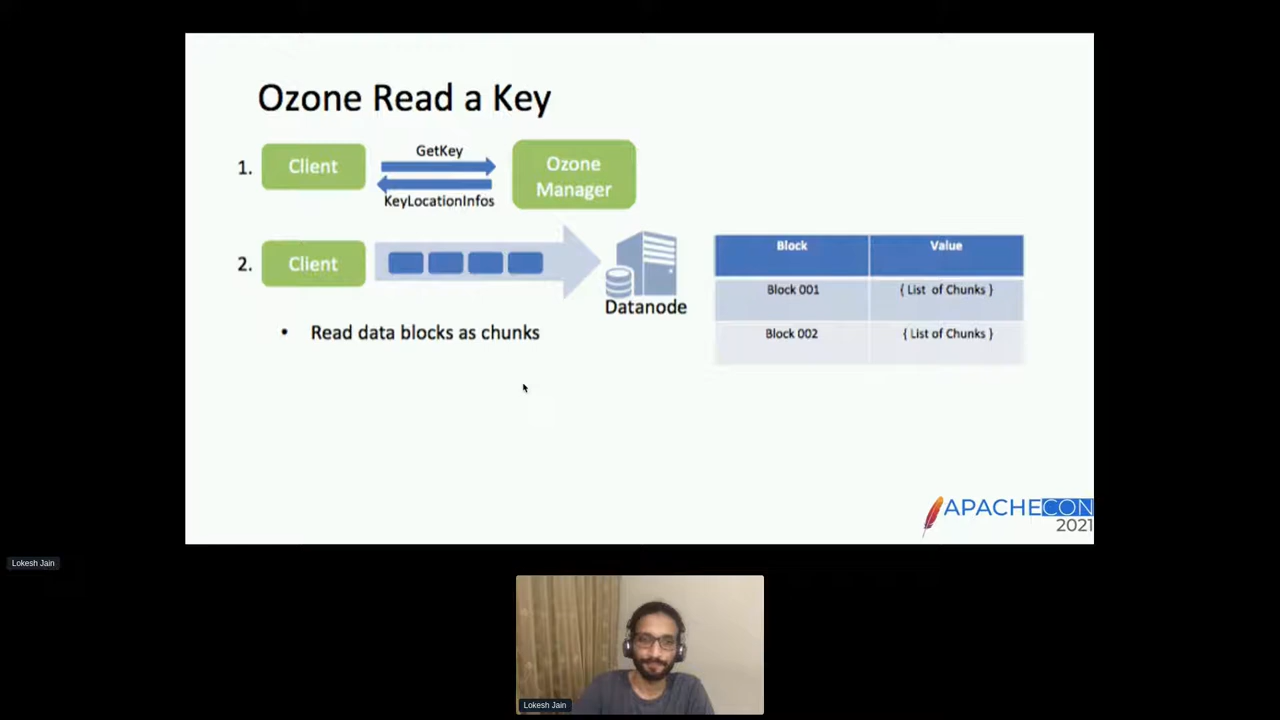 Ozone Read a Key
1.
Client
GetKey
KeyLocationInfos
Ozone
Manager
2.
Client
Datanode
• Read data blocks as chunks
Block Value
Block 001 { List of Chunks }
Block 002 { List of Chunks }
APACHECON
2021
Lokesh Jain
Lokesh Jain